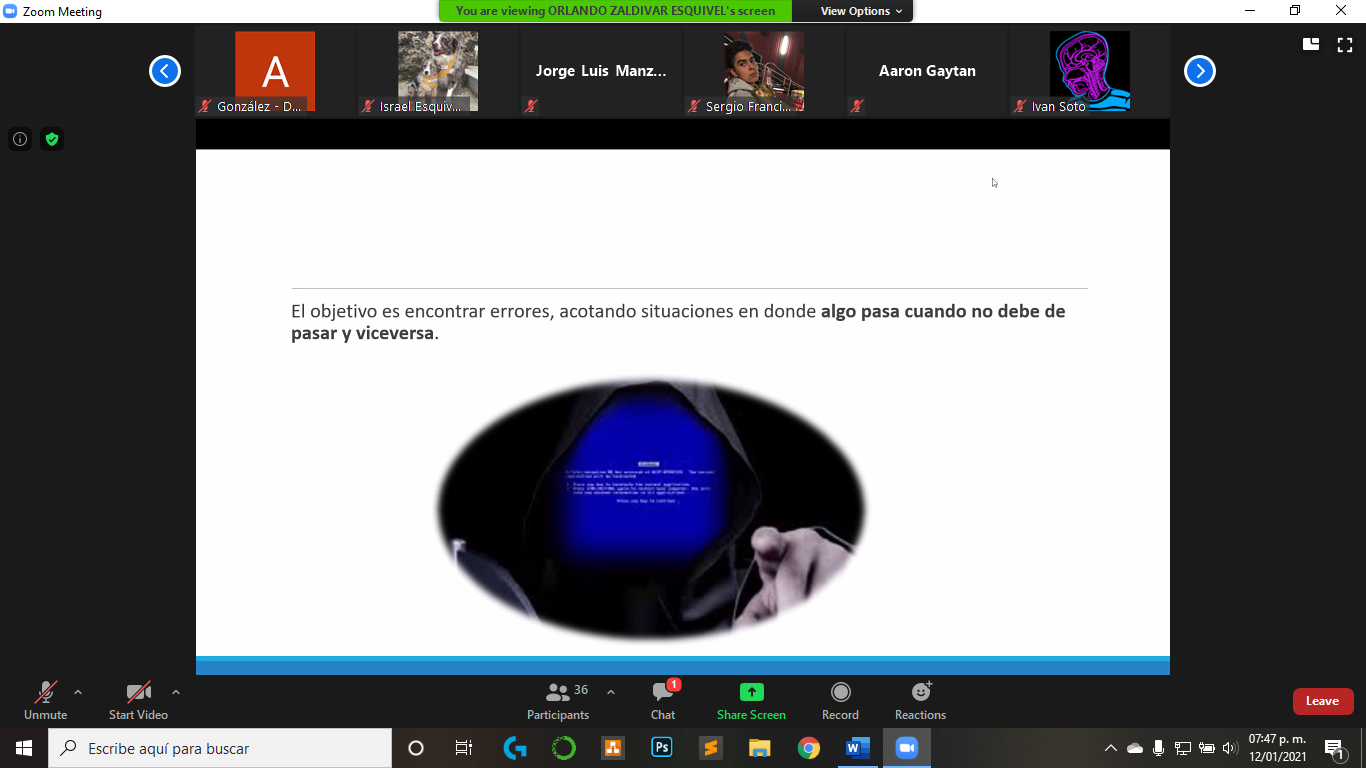 Zoom Meeting
You are viewing ORLANDO ZALDIVAR ESQUIVEL's screen
View Options
A
González - D...
Israel Esquiv...
Jorge Luis Manz...
Sergio Franci...
Aaron Gaytan
Ivan Soto
El objetivo es encontrar errores, acotando situaciones en donde algo pasa cuando no debe de
pasar y viceversa.
Unmute
Start Video
36
Participants
1
Chat
Share Screen
Record
Reactions
Leave
Escribe aquí para buscar
Ps
W
07:47 p. m.
12/01/2021
1